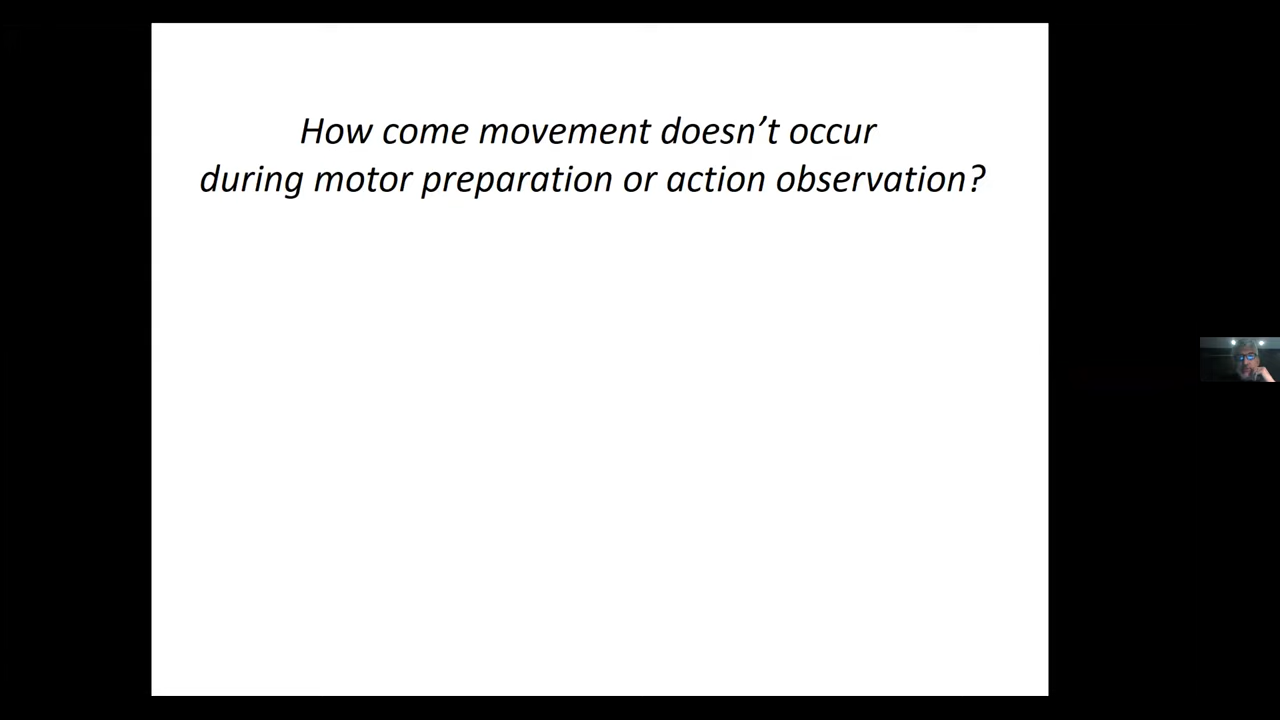 How come movement doesn’t occur
during motor preparation or action observation?